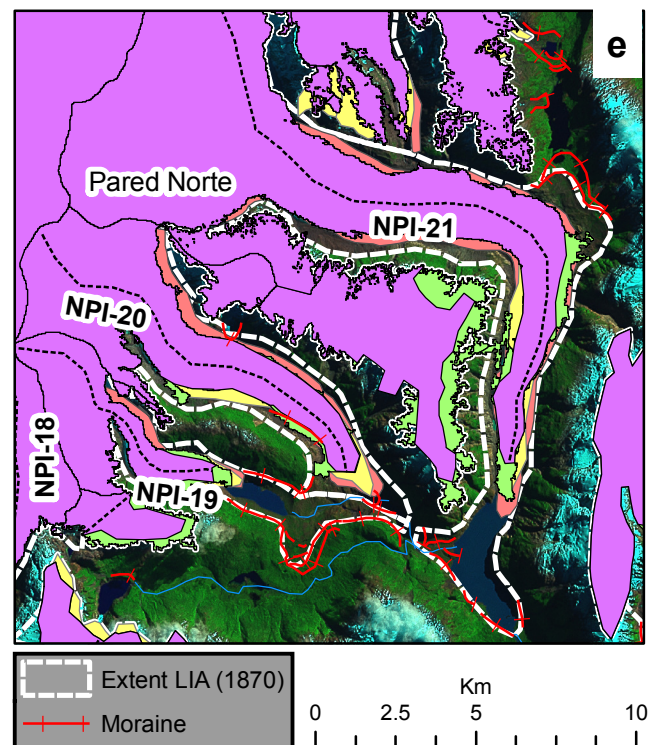 e
Pared Norte
NPI-21
NPI-20
NPI-18
NPI-19
Extent LIA (1870)
Moraine
Km
0 2.5 5 10